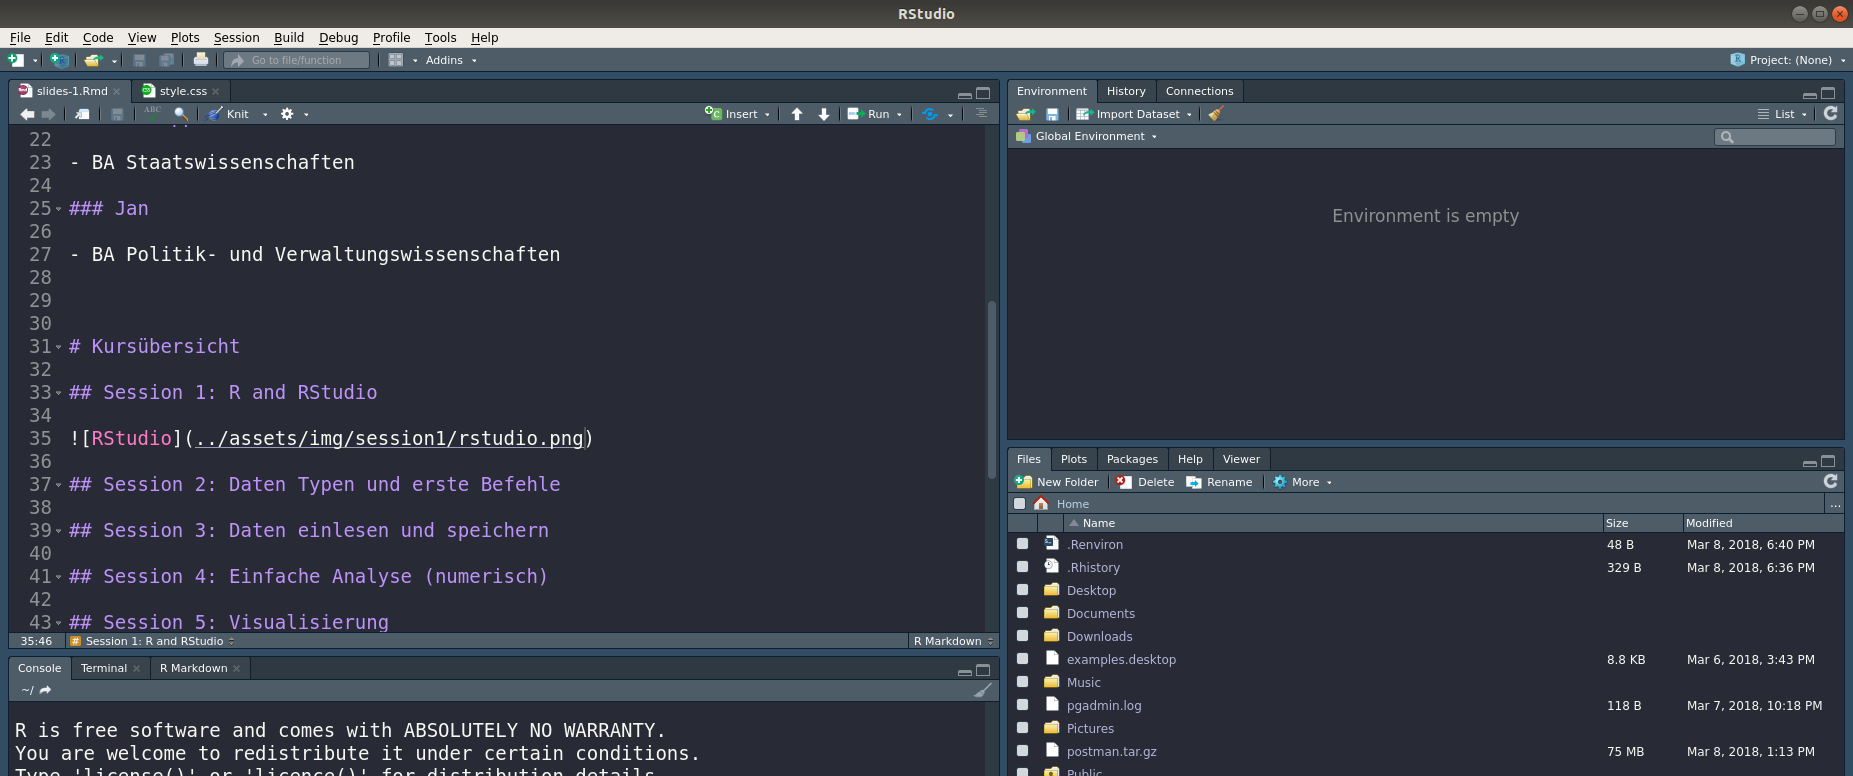 RStudio
File Edit Code View Plots Session Build Debug Profile Tools Help
Go to file/function Addins Project: (None)
slides-1.Rmd style.css
ABC Knit Insert Run
22
23 - BA Staatswissenschaften
24
25 ### Jan
26
27 - BA Politik- und Verwaltungswissenschaften
28
29
30
31 # Kursübersicht
32
33 ## Session 1: R and RStudio
34
35 ![RStudio](../assets/img/session1/rstudio.png)
36
37 ## Session 2: Daten Typen und erste Befehle
38
39 ## Session 3: Daten einlesen und speichern
40
41 ## Session 4: Einfache Analyse (numerisch)
42
43 ## Session 5: Visualisierung
35:46 # Session 1: R and RStudio R Markdown
Console Terminal R Markdown
~/
R is free software and comes with ABSOLUTELY NO WARRANTY.
You are welcome to redistribute it under certain conditions.
Type 'license()' or 'licence()' for distribution details
Environment History Connections
Import Dataset List
Global Environment
Environment is empty
Files Plots Packages Help Viewer
New Folder Delete Rename More
Home ...
Name Size Modified
.Renviron 48 B Mar 8, 2018, 6:40 PM
.Rhistory 329 B Mar 8, 2018, 6:36 PM
Desktop
Documents
Downloads
examples.desktop 8.8 KB Mar 6, 2018, 3:43 PM
Music
pgadmin.log 118 B Mar 7, 2018, 10:18 PM
Pictures
postman.tar.gz 75 MB Mar 8, 2018, 1:13 PM
Public